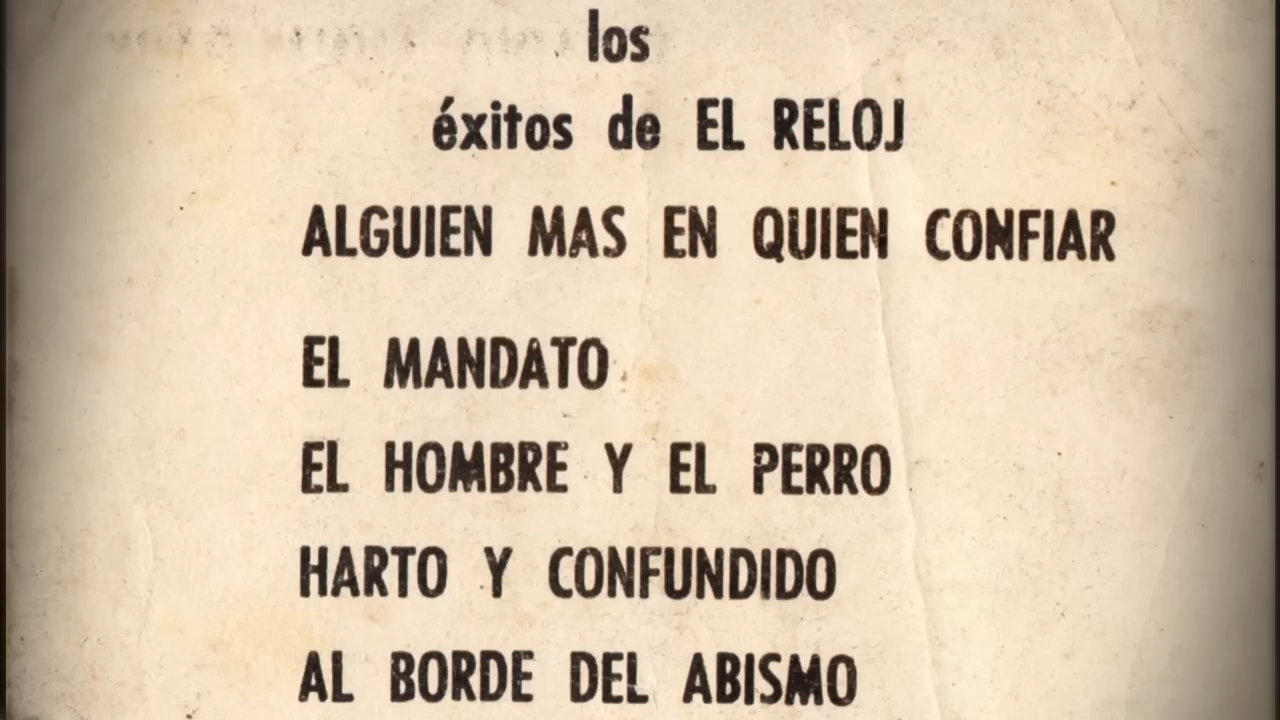 los
éxitos de EL RELOJ
ALGUIEN MAS EN QUIEN CONFIAR
EL MANDATO
EL HOMBRE Y EL PERRO
HARTO Y CONFUNDIDO
AL BORDE DEL ABISMO